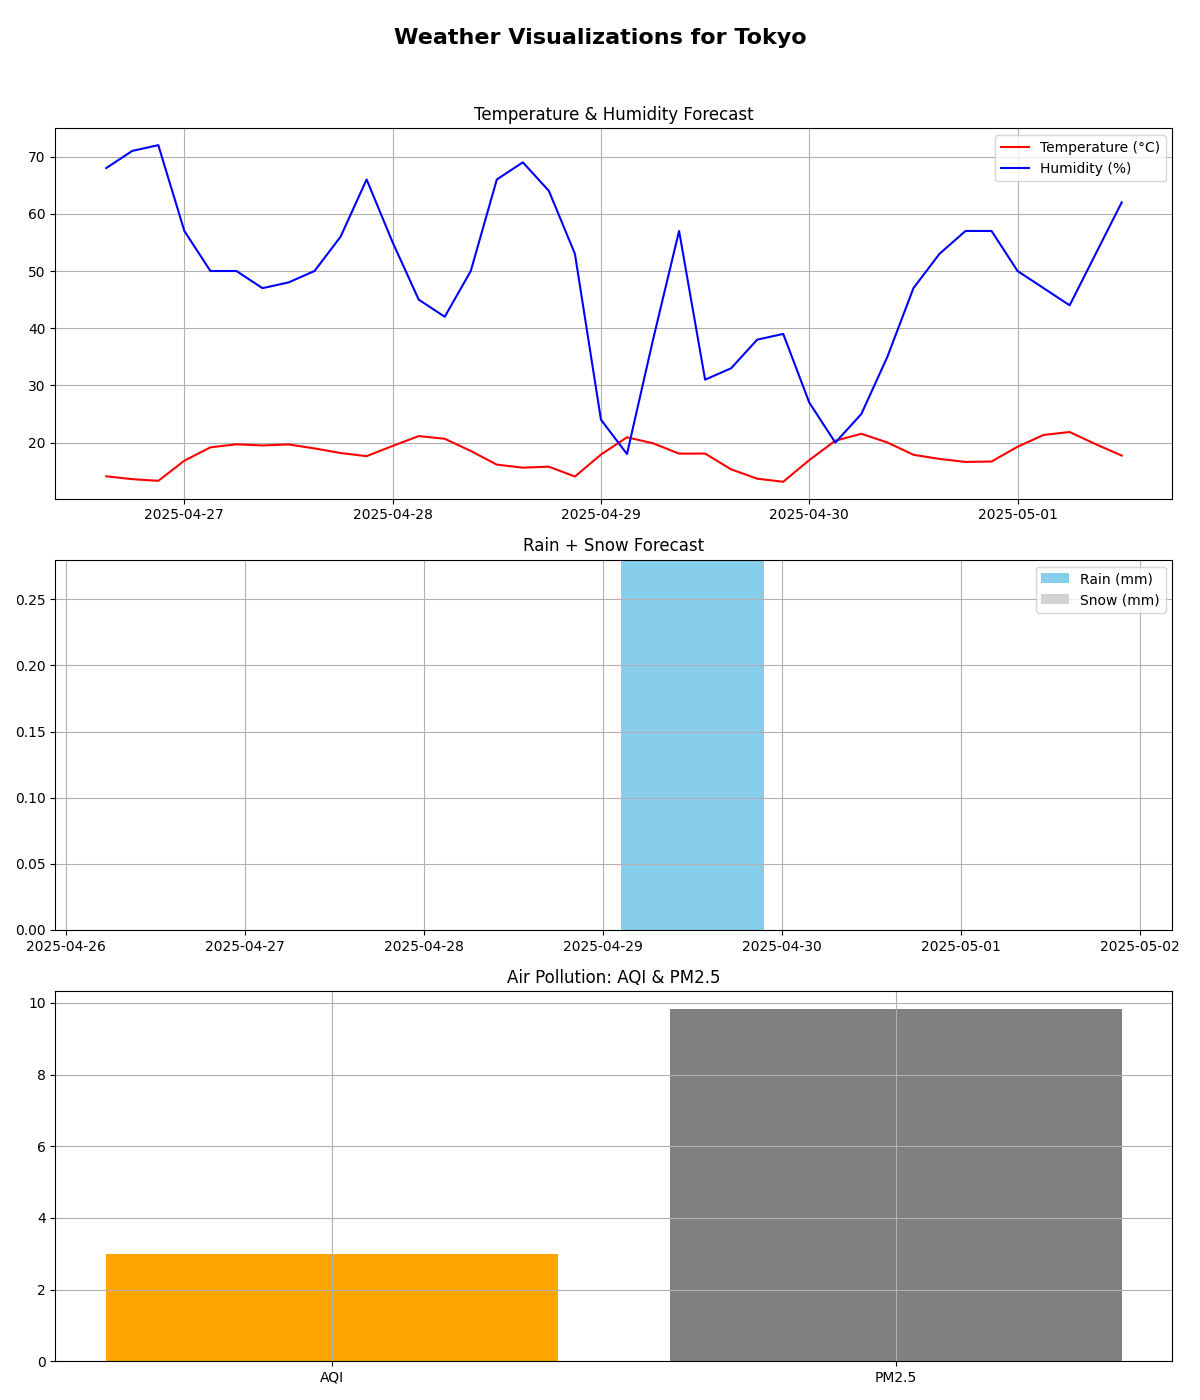 Weather Visualizations for Tokyo
Temperature & Humidity Forecast
Temperature (°C)
Humidity (%)
70
60
50
40
30
20
2025-04-27 2025-04-28 2025-04-29 2025-04-30 2025-05-01
Rain + Snow Forecast
Rain (mm)
Snow (mm)
0.25
0.20
0.15
0.10
0.05
0.00
2025-04-26 2025-04-27 2025-04-28 2025-04-29 2025-04-30 2025-05-01 2025-05-02
Air Pollution: AQI & PM2.5
10
8
6
4
2
0
AQI PM2.5